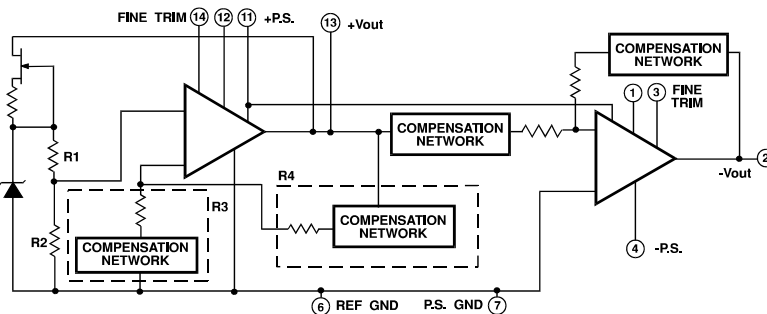 FINE TRIM 14 12 11 +P.S.
13 +Vout
COMPENSATION
NETWORK
1 3 FINE
TRIM
R1
COMPENSATION
NETWORK
2
-Vout
R4
R3
R2
COMPENSATION
NETWORK
COMPENSATION
NETWORK
4 -P.S.
6 REF GND
P.S. GND 7